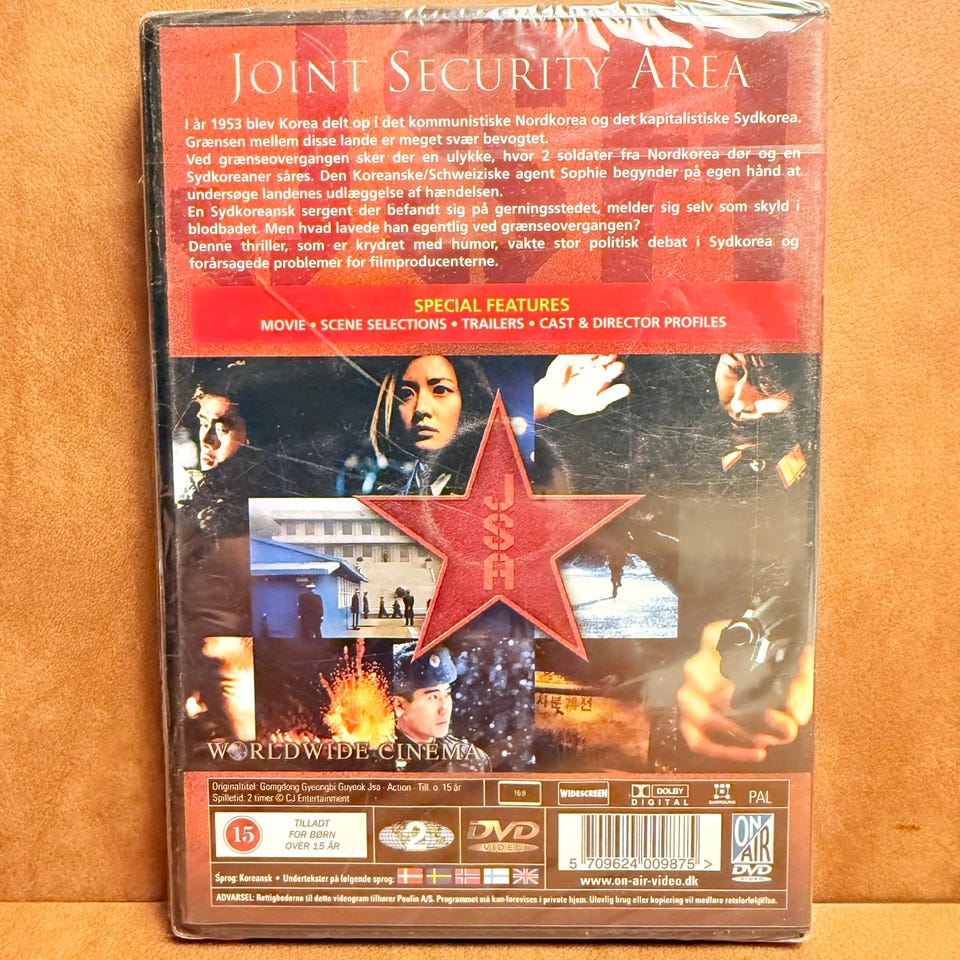 JOINT SECURITY AREA
I år 1953 blev Korea delt op i det kommunistiske Nordkorea og det kapitalistiske Sydkorea.
Grænsen mellem disse lande er meget svær bevogtet.
Ved grænseovergangen sker der en ulykke, hvor 2 soldater fra Nordkorea dør og en
Sydkoreaner såres. Den Koreanske/Schweiziske agent Sophie begynder på egen hånd at
undersøge landenes udlæggelse af hændelsen.
En Sydkoreansk sergent der befandt sig på gerningsstedet, melder sig selv som skyld i
blodbadet. Men hvad lavede han egentlig ved grænseovergangen?
Denne thriller, som er krydret med humor, vakte stor politisk debat i Sydkorea og
forårsagede problemer for filmproducenterne.
SPECIAL FEATURES
MOVIE • SCENE SELECTIONS • TRAILERS • CAST & DIRECTOR PROFILES
JSA
WORLDWIDE CINEMA
Originaltitel: Gomgdong Gyeongbi Guyeok Jsa - Action - Till. o. 15 år
Spilletid: 2 timer © CJ Entertainment
16:9
WIDESCREEN
DOLBY
DIGITAL
SURROUND
PAL
15
TILLADT
FOR BØRN
OVER 15 ÅR
2
DVD
VIDEO
5 709624 009875 >
ON
AIR
DVD
VIDEO
Sprog: Koreansk • Undertekster på følgende sprog:
www.on-air-video.dk
ADVARSEL: Rettighederne til dette videogram tilhører Poulin A/S. Programmet må kun forevises i private hjem. Ulovlig brug eller kopiering vil medføre retsforfølgelse.